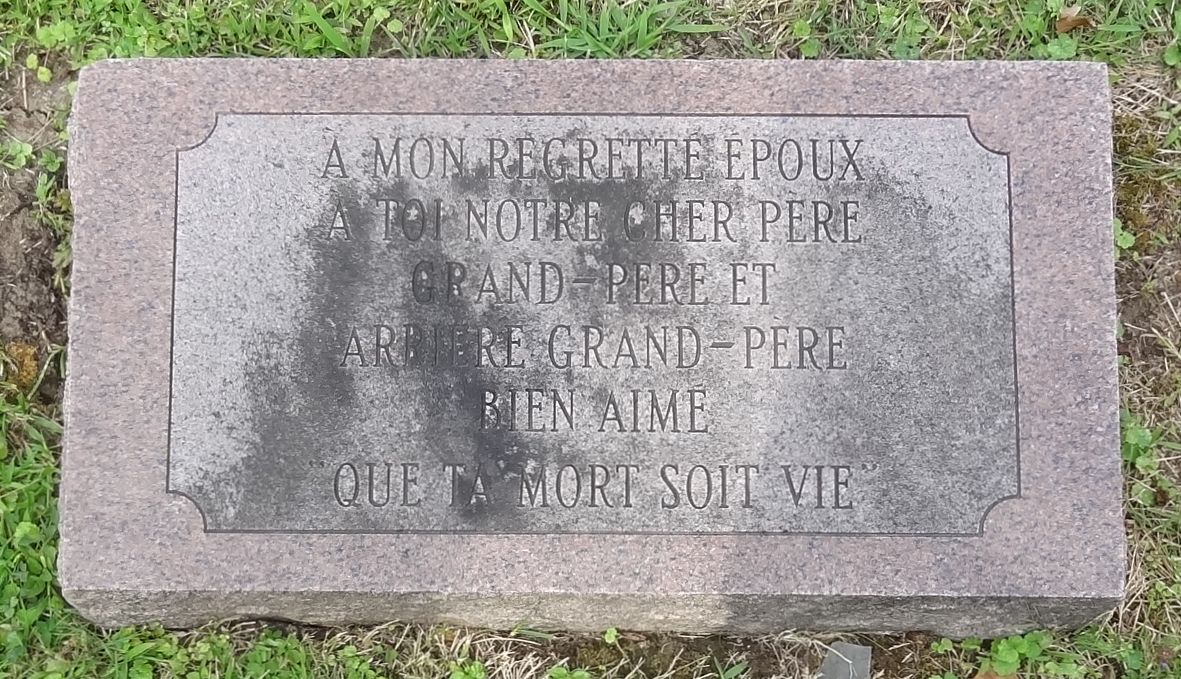 A MON REGRETTÉ ÉPOUX
A TOI NOTRE CHER PÈRE
GRAND-PÈRE ET
ARRIÈRE GRAND-PÈRE
BIEN AIMÉ
"QUE TA MORT SOIT VIE"